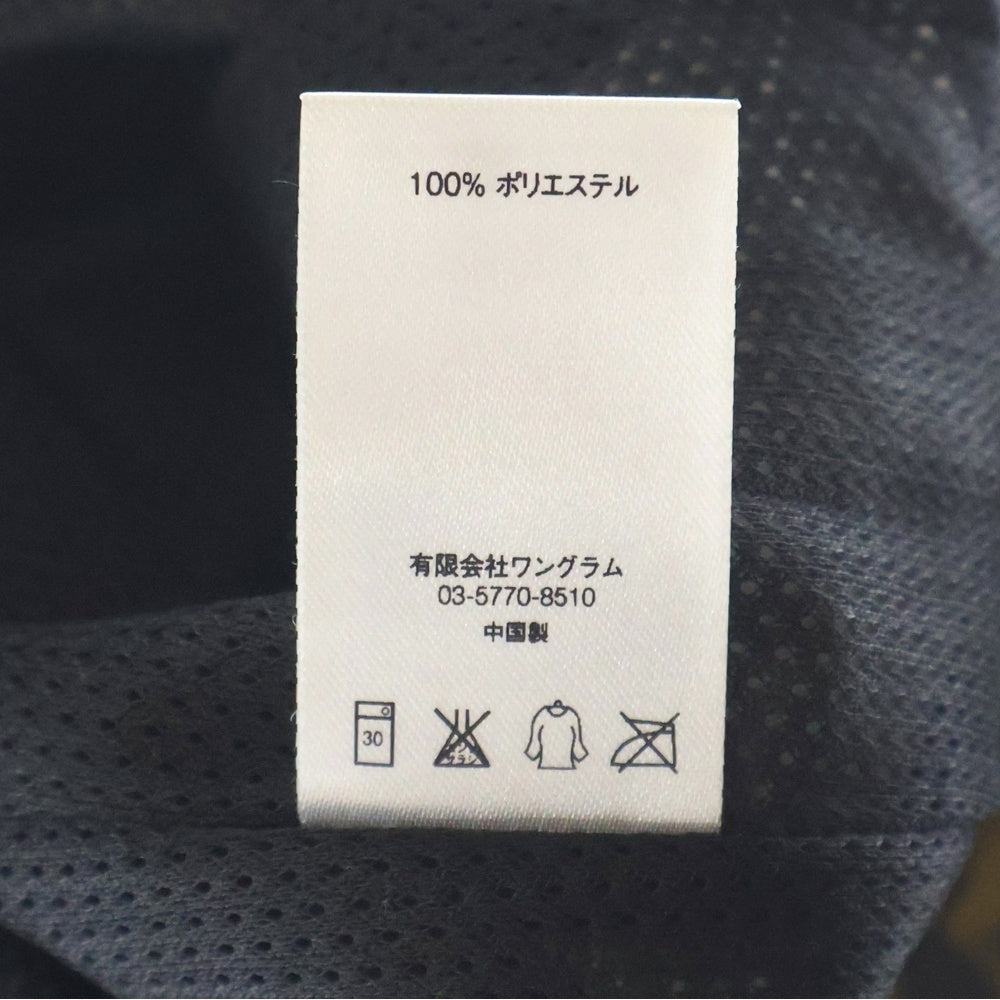 100% ポリエステル
有限会社ワングラム
03-5770-8510
中国製
30